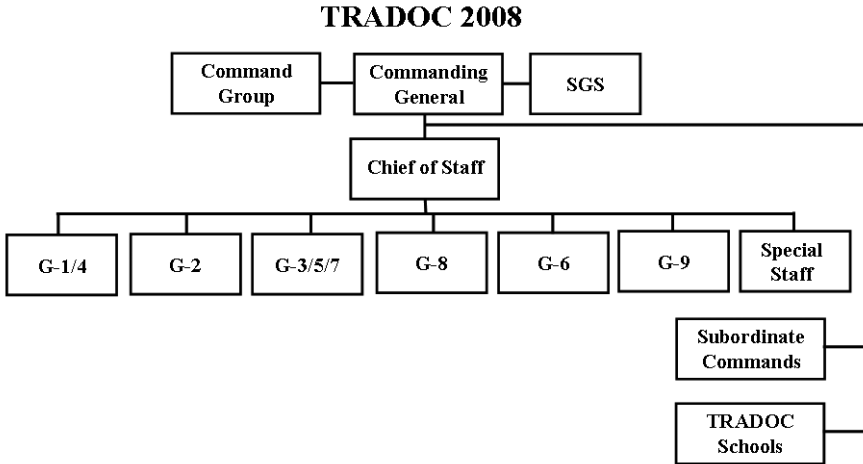 TRADOC 2008
Command
Group
Commanding
General
SGS
Chief of Staff
G-1/4
G-2
G-3/5/7
G-8
G-6
G-9
Special
Staff
Subordinate
Commands
TRADOC
Schools